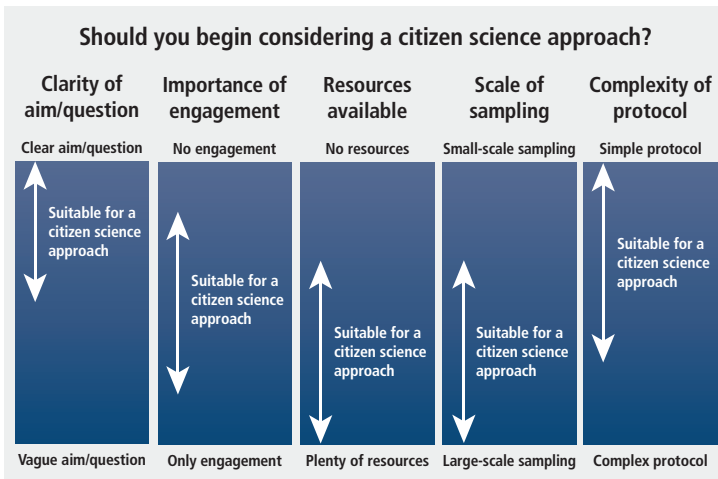 Should you begin considering a citizen science approach?
Clarity of
aim/question
Clear aim/question
Suitable for a
citizen science
approach
Vague aim/question
Importance of
engagement
No engagement
Suitable for a
citizen science
approach
Only engagement
Resources
available
No resources
Suitable for a
citizen science
approach
Plenty of resources
Scale of
sampling
Small-scale sampling
Suitable for a
citizen science
approach
Large-scale sampling
Complexity of
protocol
Simple protocol
Suitable for a
citizen science
approach
Complex protocol